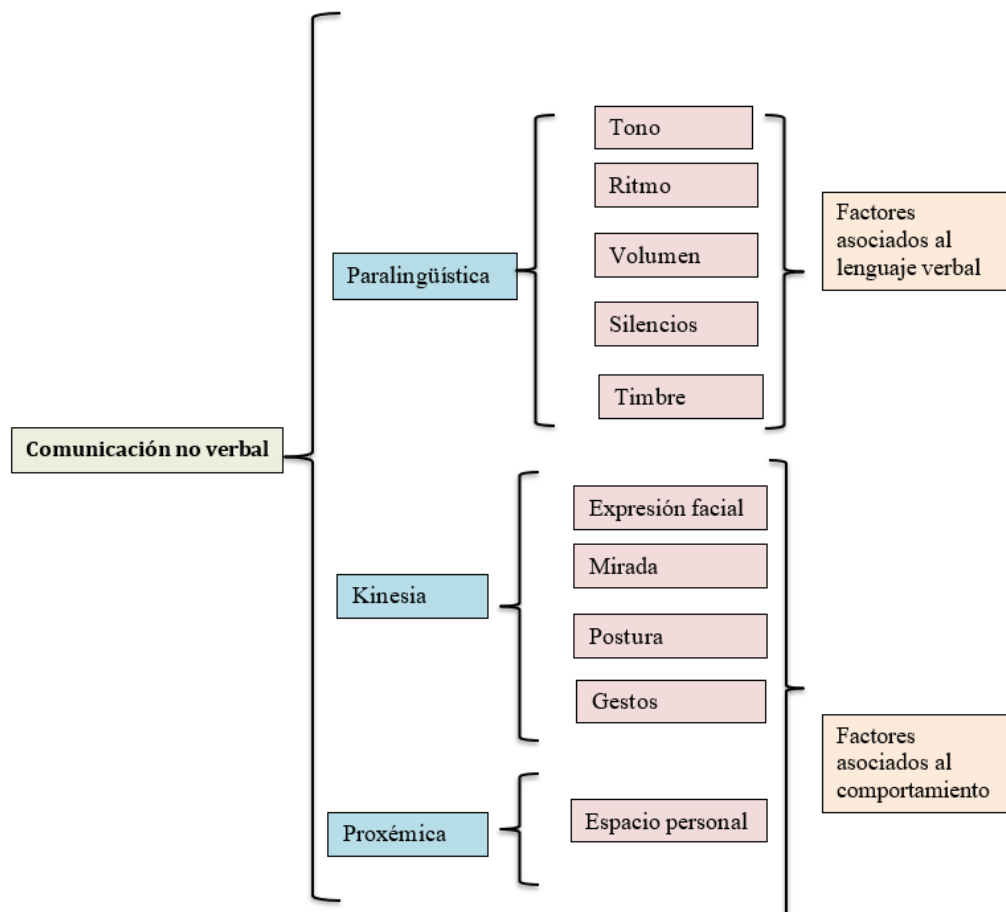 Comunicación no verbal
Paralingüística
Tono
Ritmo
Volumen
Silencios
Timbre
Factores
asociados al
lenguaje verbal
Kinesia
Expresión facial
Mirada
Postura
Gestos
Proxémica
Espacio personal
Factores
asociados al
comportamiento